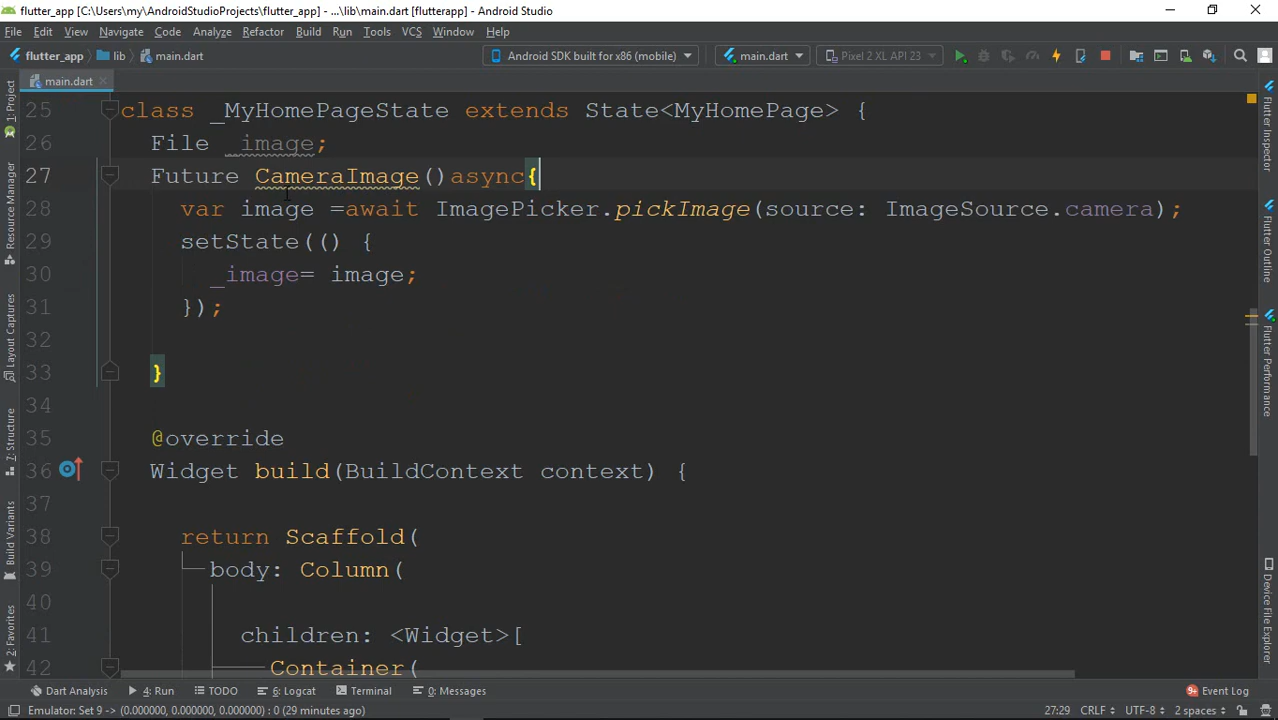 flutter_app [C:\Users\my\AndroidStudioProjects\flutter_app] - ...\lib\main.dart [flutterapp] - Android Studio
File Edit View Navigate Code Analyze Refactor Build Run Tools VCS Window Help
flutter_app lib main.dart Android SDK built for x86 (mobile) main.dart Pixel 2 XL API 23
main.dart
25 class _MyHomePageState extends State<MyHomePage> {
26 File _image;
27 Future CameraImage()async{
28 var image =await ImagePicker.pickImage(source: ImageSource.camera);
29 setState(() {
30 _image= image;
31 });
32
33 }
34
35 @override
36 Widget build(BuildContext context) {
37
38 return Scaffold(
39 body: Column(
40
41 children: <Widget>[
42 Container(
1: Project
Resource Manager
Layout Captures
7: Structure
Build Variants
2: Favorites
Flutter Inspector
Flutter Outline
Flutter Performance
Device File Explorer
Dart Analysis 4: Run TODO 6: Logcat Terminal 0: Messages 9+ Event Log
Emulator: Set 9 -> (0.000000, 0.000000, 0.000000) : 0 (29 minutes ago) 27:29 CRLF UTF-8 2 spaces